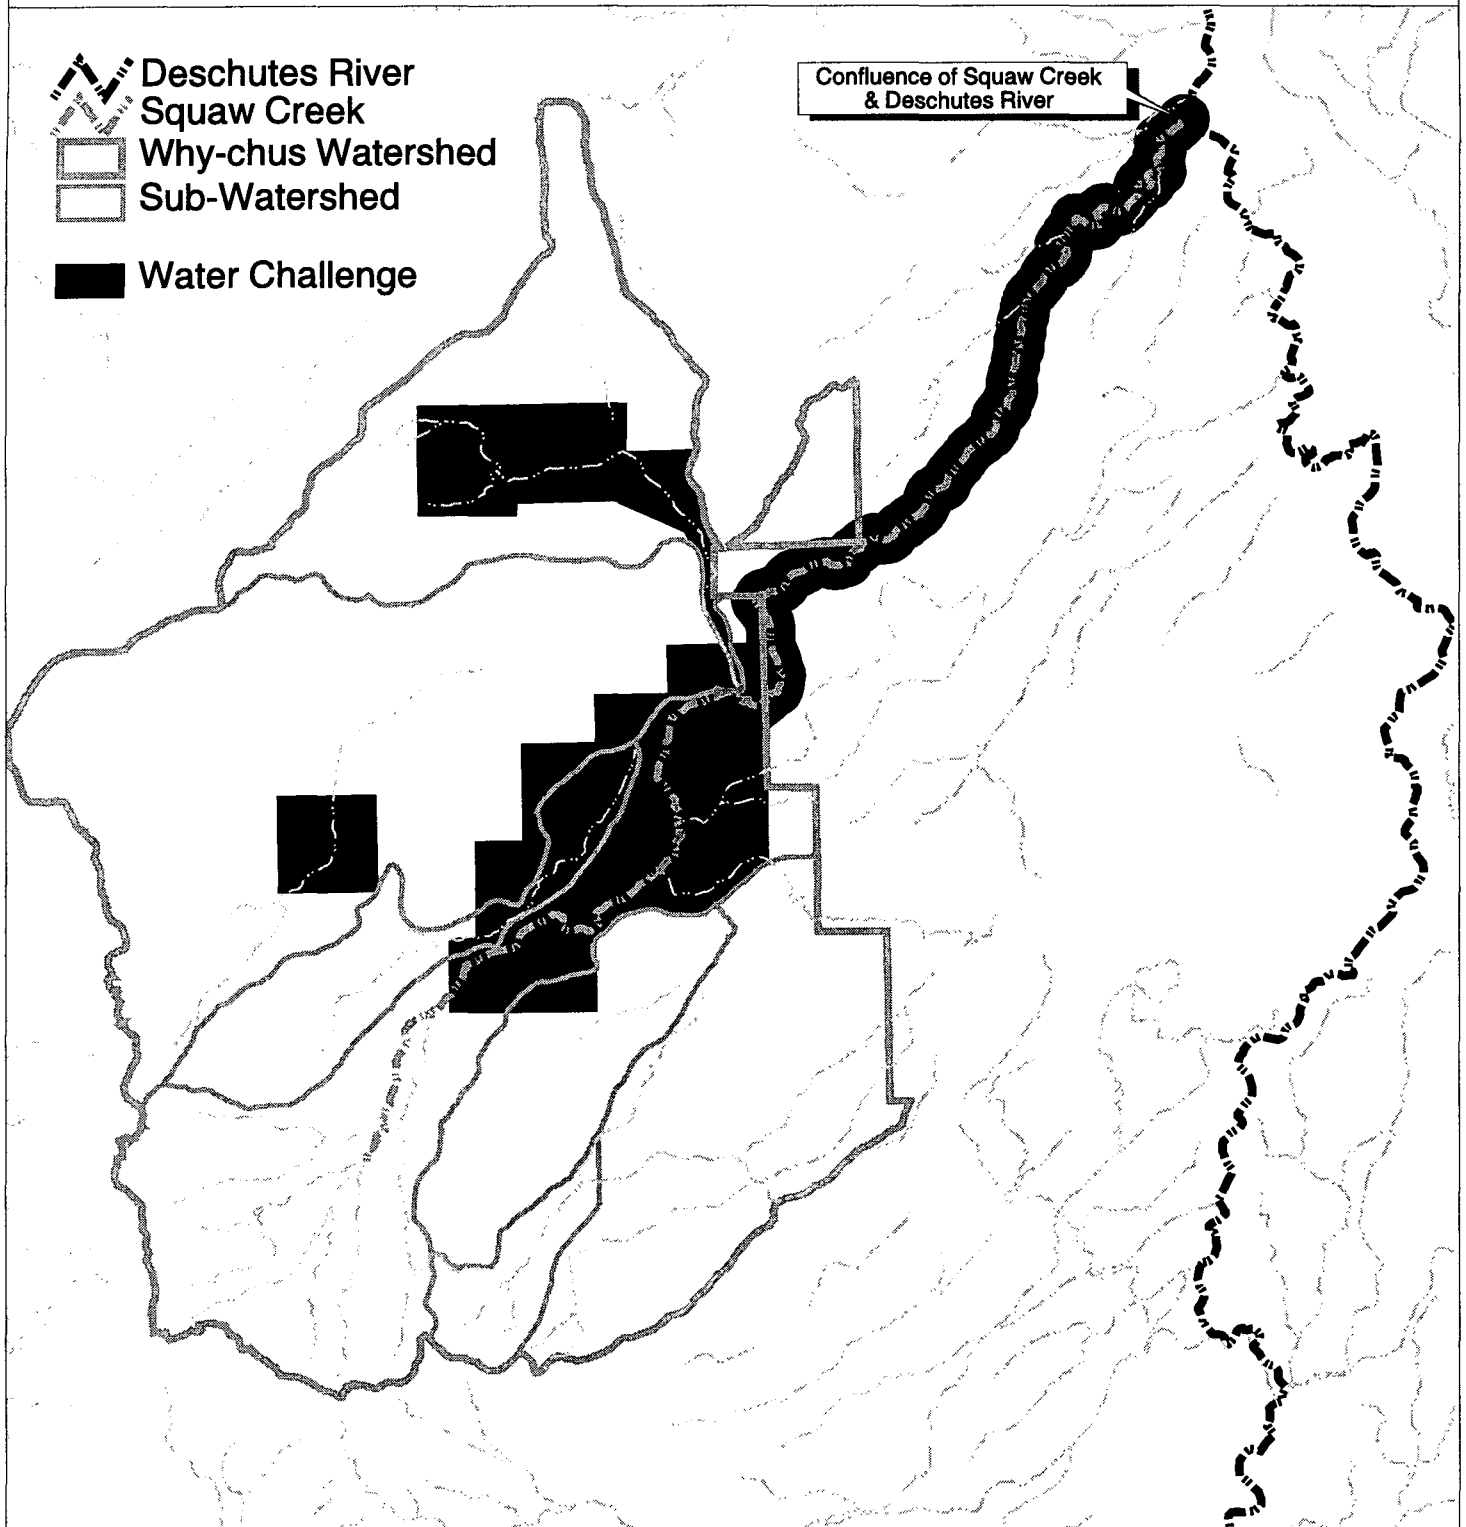 Deschutes River
Squaw Creek
Why-chus Watershed
Sub-Watershed
Water Challenge
Confluence of Squaw Creek
& Deschutes River